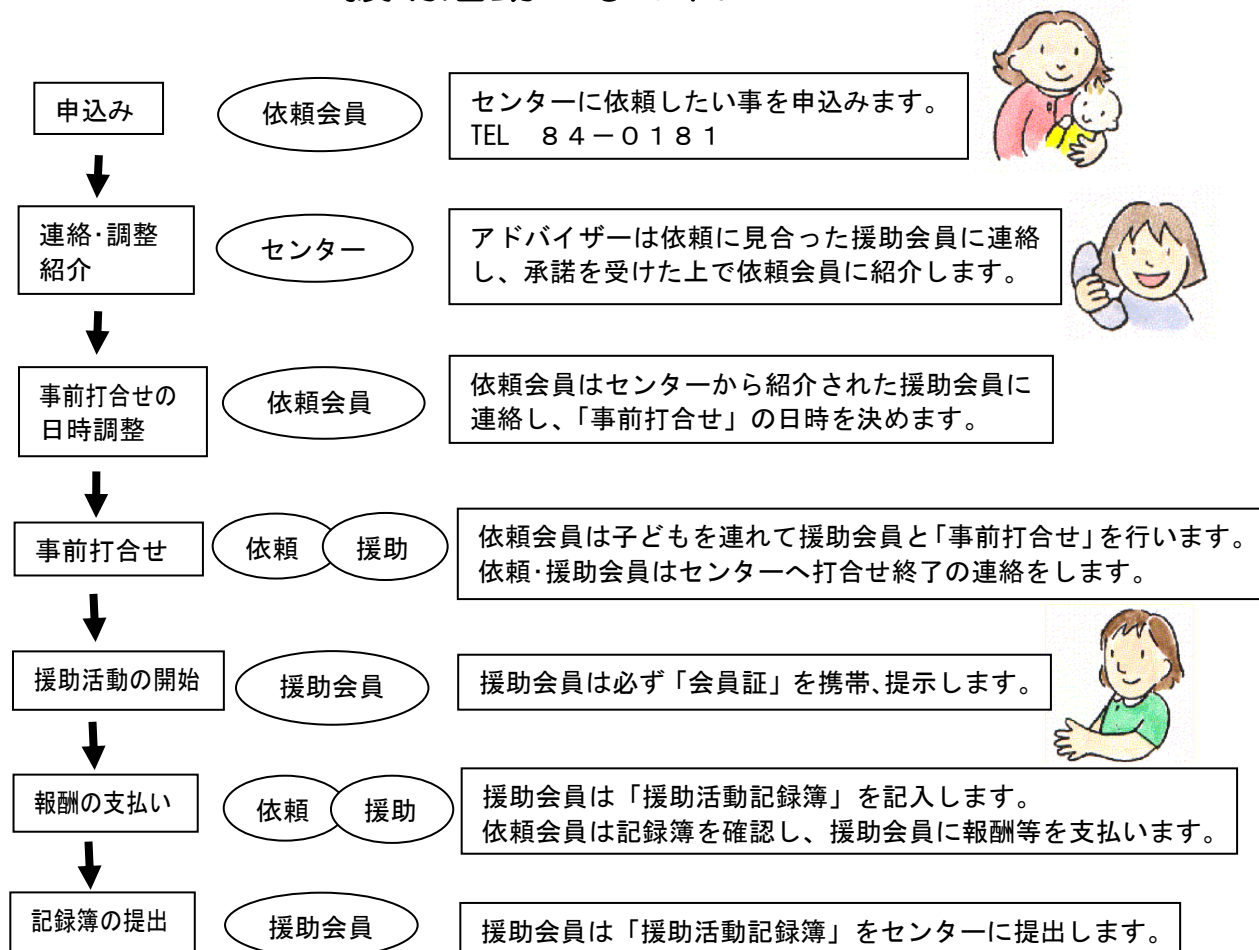 申込み
依頼会員
センターに依頼したい事を申込みます。
TEL　８４－０１８１
連絡･調整
紹介
センター
アドバイザーは依頼に見合った援助会員に連絡
し、承諾を受けた上で依頼会員に紹介します。
事前打合せの
日時調整
依頼会員
依頼会員はセンターから紹介された援助会員に
連絡し、「事前打合せ」の日時を決めます。
事前打合せ
依頼
援助
依頼会員は子どもを連れて援助会員と「事前打合せ」を行います。
依頼･援助会員はセンターへ打合せ終了の連絡をします。
援助活動の開始
援助会員
援助会員は必ず「会員証」を携帯、提示します。
報酬の支払い
依頼
援助
援助会員は「援助活動記録簿」を記入します。
依頼会員は記録簿を確認し、援助会員に報酬等を支払います。
記録簿の提出
援助会員
援助会員は「援助活動記録簿」をセンターに提出します。